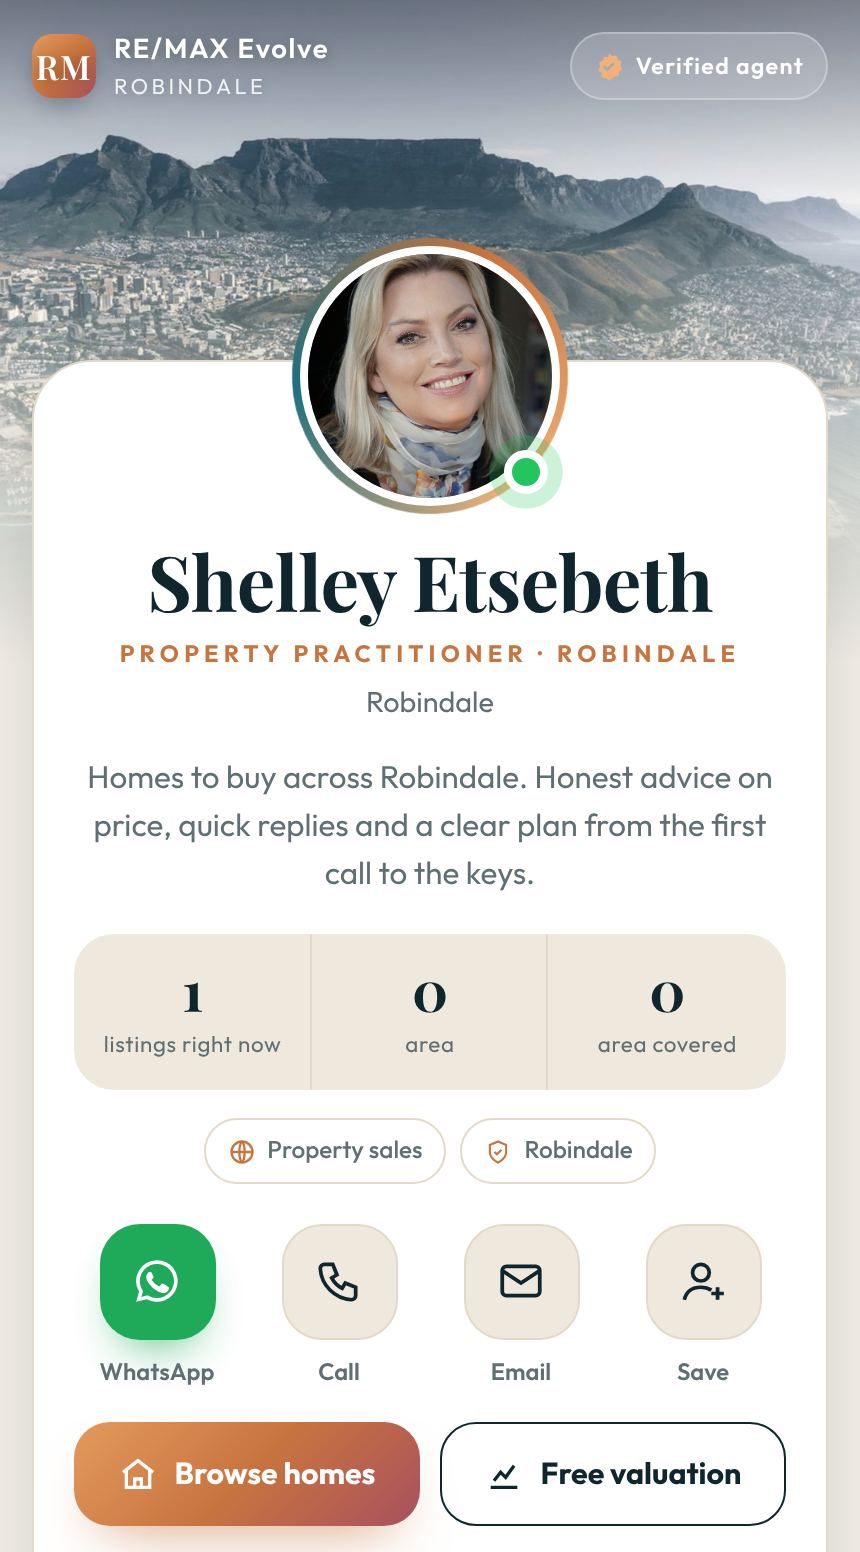 RM
RE/MAX Evolve
ROBINDALE
Verified agent
Shelley Etsebeth
PROPERTY PRACTITIONER · ROBINDALE
Robindale
Homes to buy across Robindale. Honest advice on
price, quick replies and a clear plan from the first
call to the keys.
1
listings right now
0
area
0
area covered
Property sales
Robindale
WhatsApp
Call
Email
Save
Browse homes
Free valuation